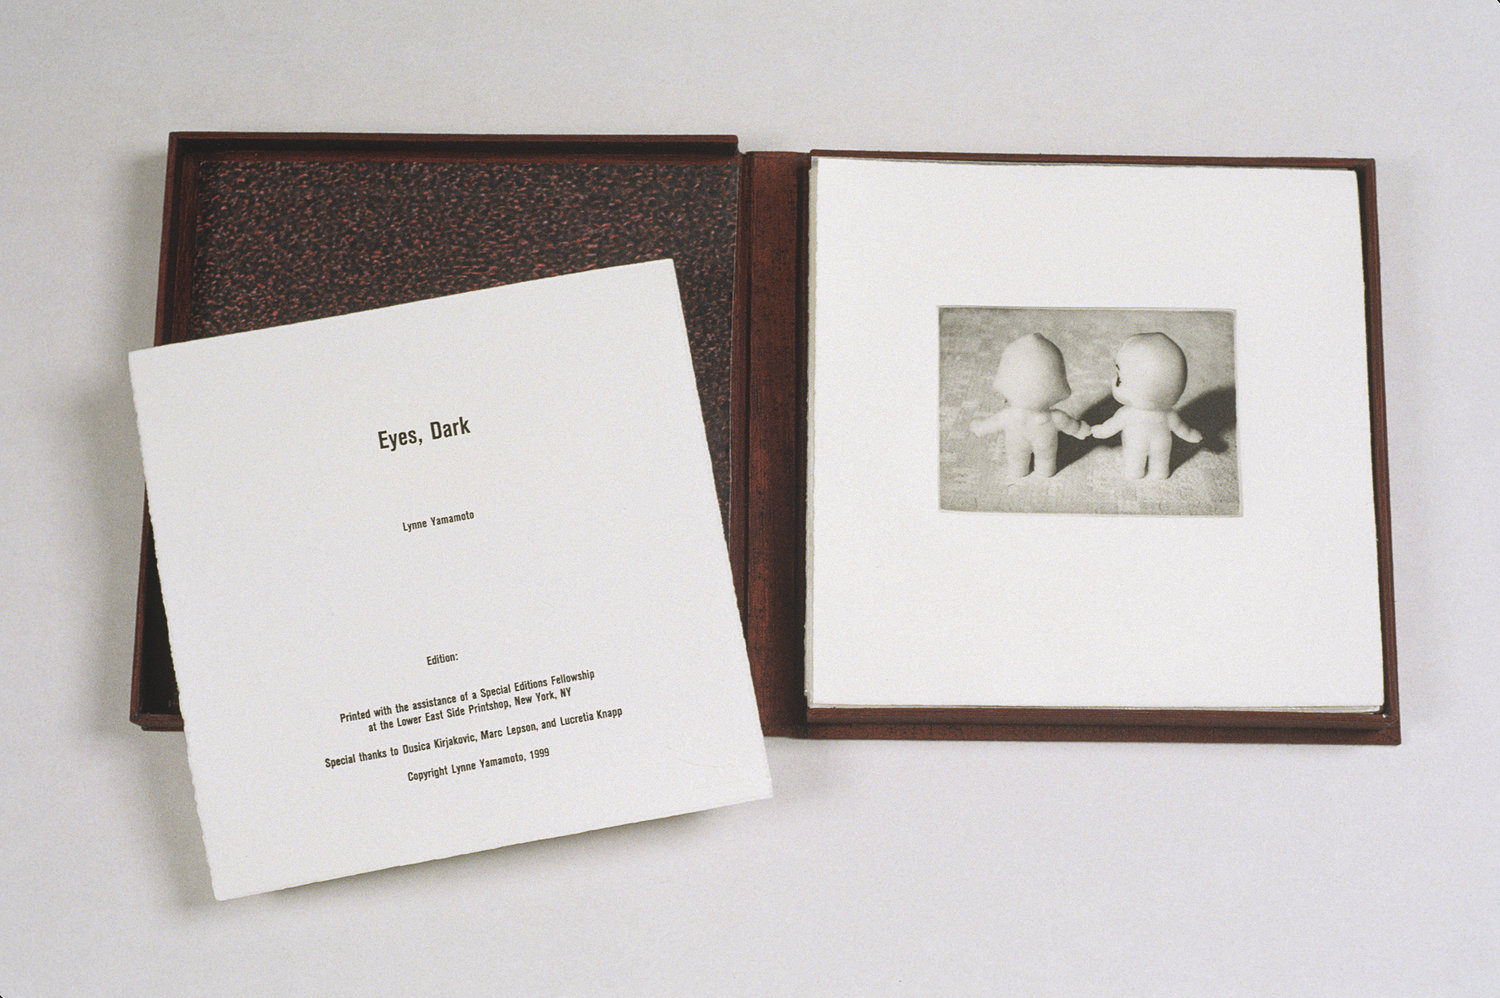 Eyes, Dark
Lynne Yamamoto
Edition:
Printed with the assistance of a Special Editions Fellowship
at the Lower East Side Printshop, New York, NY
Special thanks to Dusica Kirjakovic, Marc Lepson, and Lucretia Knapp
Copyright Lynne Yamamoto, 1999